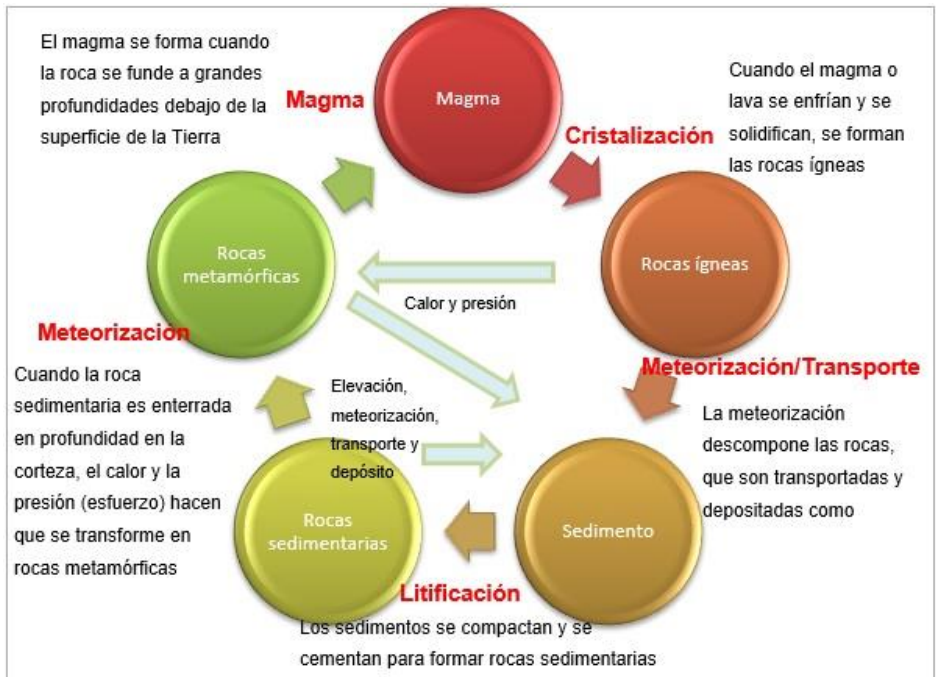 El magma se forma cuando
la roca se funde a grandes
profundidades debajo de la
superficie de la Tierra
Magma
Magma
Cristalización
Cuando el magma o
lava se enfrían y se
solidifican, se forman
las rocas ígneas
Rocas
metamórficas
Rocas ígneas
Calor y presión
Meteorización
Cuando la roca
sedimentaria es enterrada
en profundidad en la
corteza, el calor y la
presión (esfuerzo) hacen
que se transforme en
rocas metamórficas
Elevación,
meteorización,
transporte y
depósito
Meteorización/Transporte
La meteorización
descompone las rocas,
que son transportadas y
depositadas como
Rocas
sedimentarias
Sedimento
Litificación
Los sedimentos se compactan y se
cementan para formar rocas sedimentarias